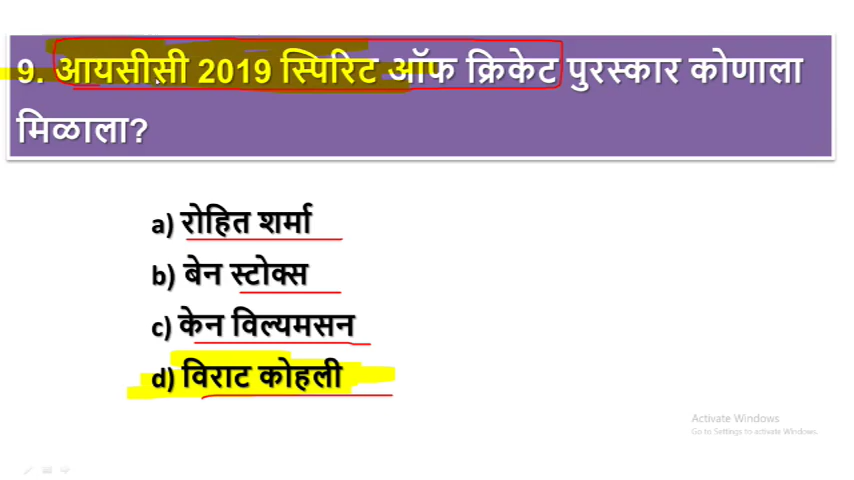 9. आयसीसी 2019 स्पिरिट ऑफ क्रिकेट पुरस्कार कोणाला
मिळाला?
a) रोहित शर्मा
b) बेन स्टोक्स
c) केन विल्यमसन
d) विराट कोहली
Activate Windows
Go to Settings to activate Windows.